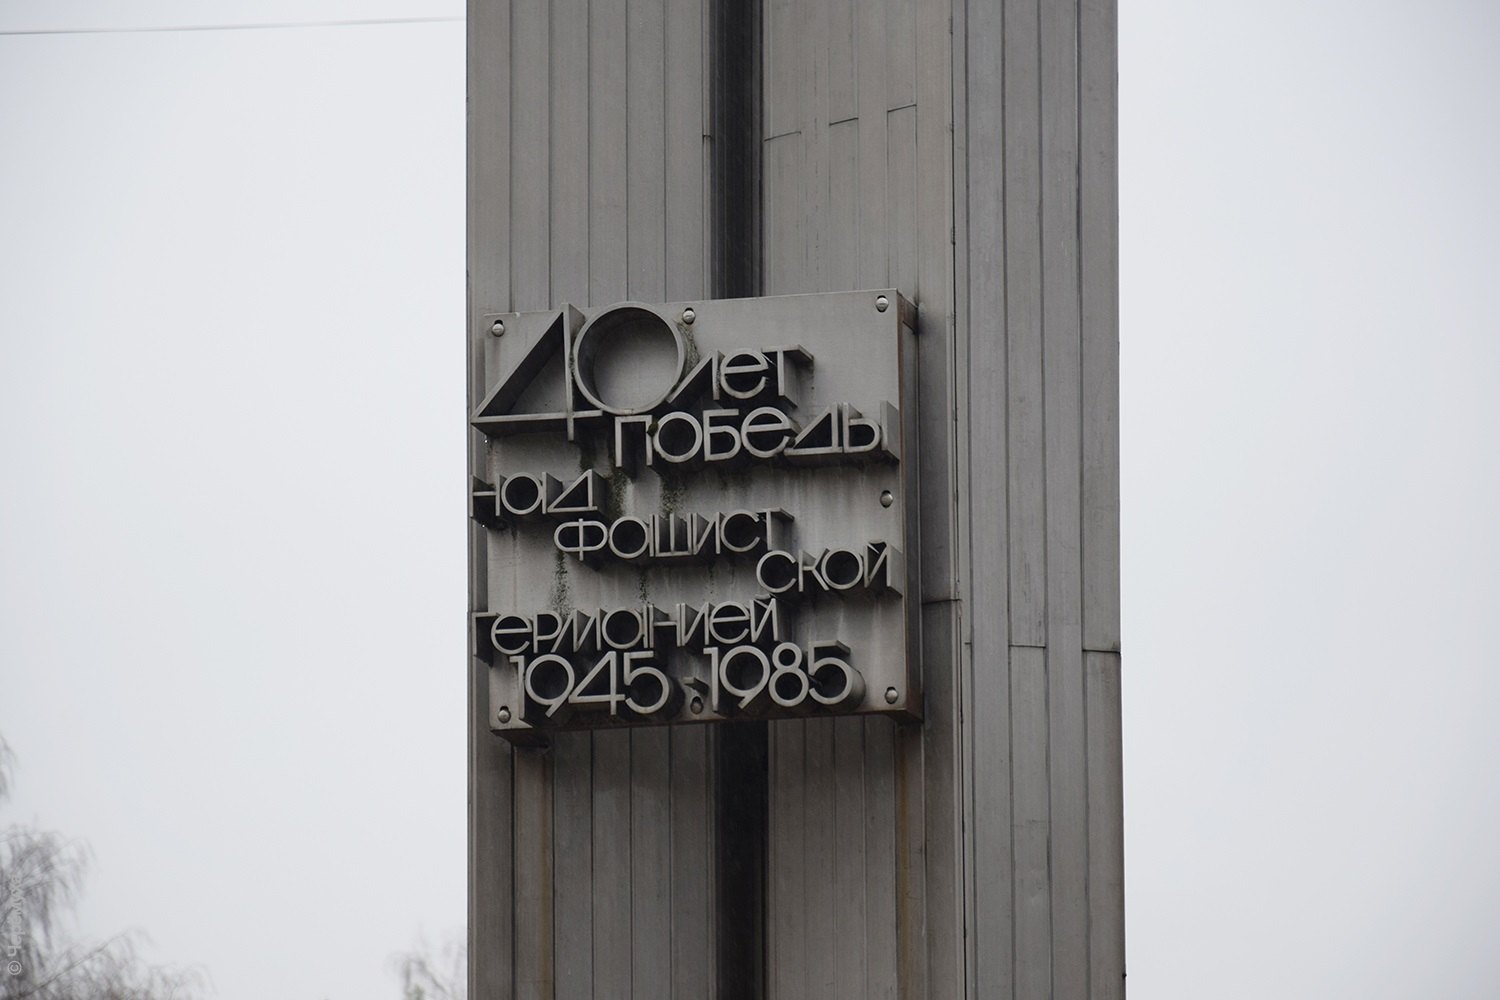 40 лет
победы
над
фашист
ской
германией
1945-1985